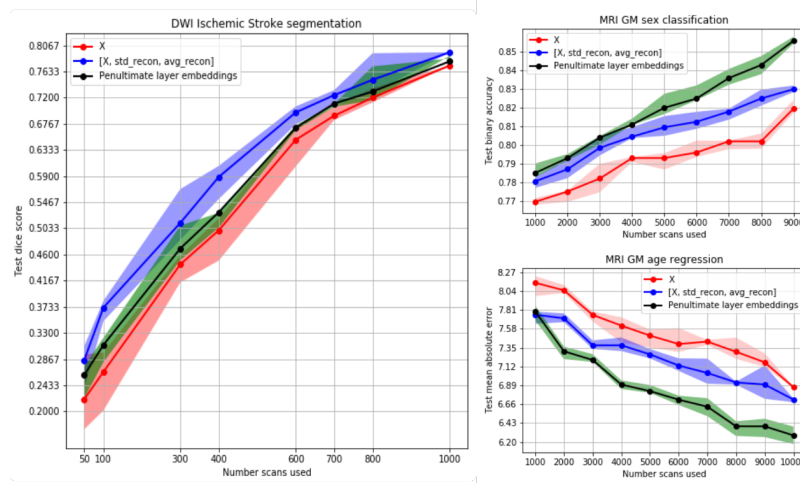 DWI Ischemic Stroke segmentation
X
[X, std_recon, avg_recon]
Penultimate layer embeddings
0.8067
0.7633
0.7200
0.6767
0.6333
0.5900
0.5467
0.5033
0.4600
0.4167
0.3733
0.3300
0.2867
0.2433
0.2000
Test dice score
50 100 300 400 600 700 800 1000
Number scans used
MRI GM sex classification
X
[X, std_recon, avg_recon]
Penultimate layer embeddings
0.85
0.84
0.83
0.82
0.81
0.80
0.79
0.78
0.77
Test binary accuracy
1000 2000 3000 4000 5000 6000 7000 8000 900
Number scans used
MRI GM age regression
X
[X, std_recon, avg_recon]
Penultimate layer embeddings
8.27
8.04
7.81
7.58
7.35
7.12
6.89
6.66
6.43
6.20
Test mean absolute error
1000 2000 3000 4000 5000 6000 7000 8000 9000 1000
Number scans used